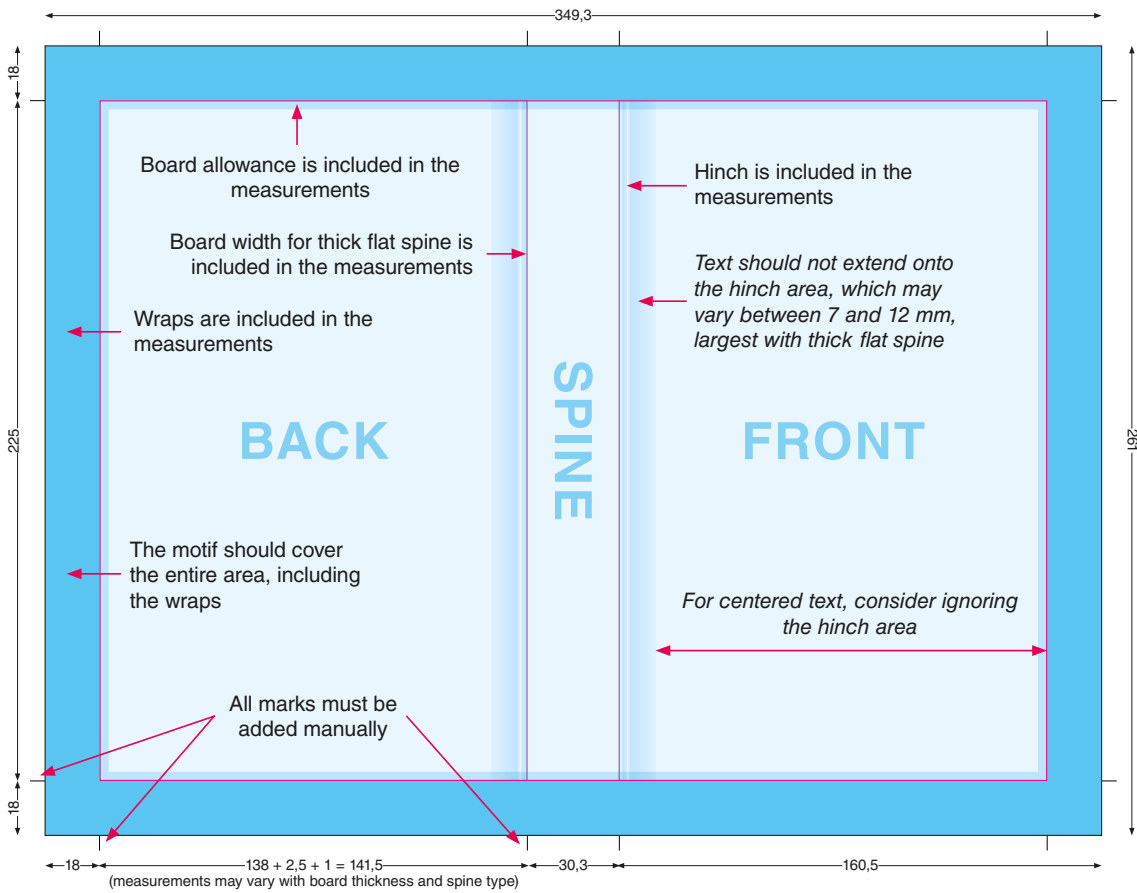 349,3
18
Board allowance is included in the
measurements
Hinch is included in the
measurements
Board width for thick flat spine is
included in the measurements
Text should not extend onto
the hinch area, which may
vary between 7 and 12 mm,
largest with thick flat spine
Wraps are included in the
measurements
225
BACK
SPINE
FRONT
261
The motif should cover
the entire area, including
the wraps
For centered text, consider ignoring
the hinch area
All marks must be
added manually
18
18
138 + 2,5 + 1 = 141,5
30,3
160,5
(measurements may vary with board thickness and spine type)